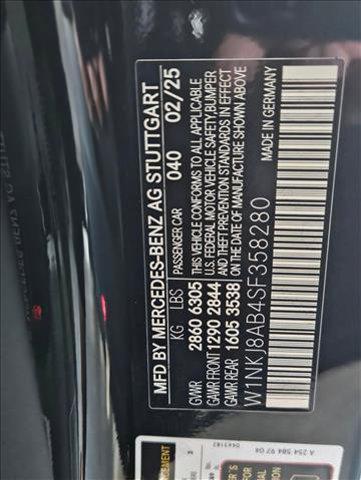 MFD BY MERCEDES-BENZ AG STUTTGART
KG LBS PASSENGER CAR 040 02/25
GVWR 2860 6305 THIS VEHICLE CONFORMS TO ALL APPLICABLE
GAWR FRONT 1290 2844 U.S.FEDERAL MOTOR VEHICLE SAFETY,BUMPER
GAWR REAR 1605 3538 AND THEFT PREVENTION STANDARDS IN EFFECT
ON THE DATE OF MANUFACTURE SHOWN ABOVE
W1NKJ8AB4SF358280 MADE IN GERMANY
A 254 584 97 04